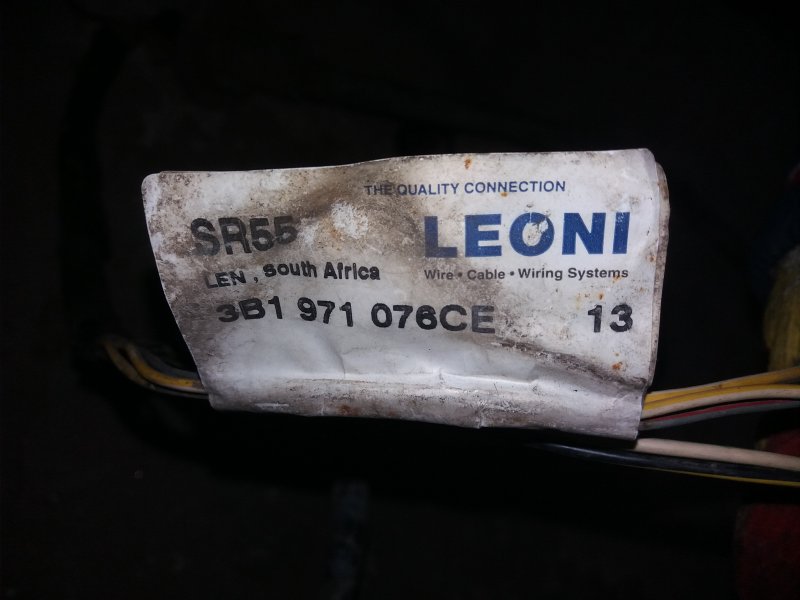 THE QUALITY CONNECTION
SR55 LEONI
LEN , South Africa Wire • Cable • Wiring Systems
3B1 971 076CE 13